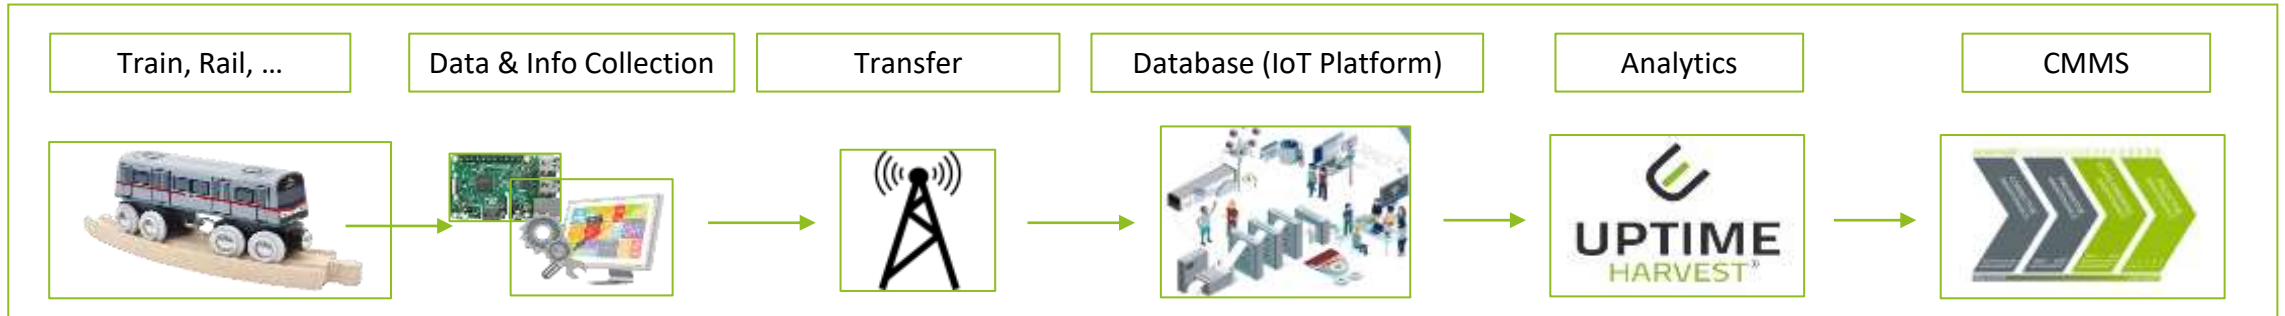 Train, Rail, …
Data & Info Collection
Transfer
Database (IoT Platform)
Analytics
CMMS
UPTIME
HARVEST»